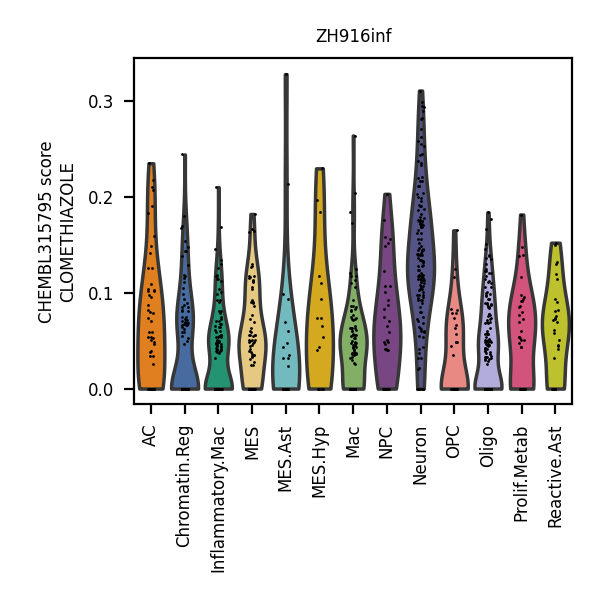 ZH916inf
CHEMBL315795 score
CLOMETHIAZOLE
0.3
0.2
0.1
0.0
AC
Chromatin.Reg
Inflammatory.Mac
MES
MES.Ast
MES.Hyp
Mac
NPC
Neuron
OPC
Oligo
Prolif.Metab
Reactive.Ast